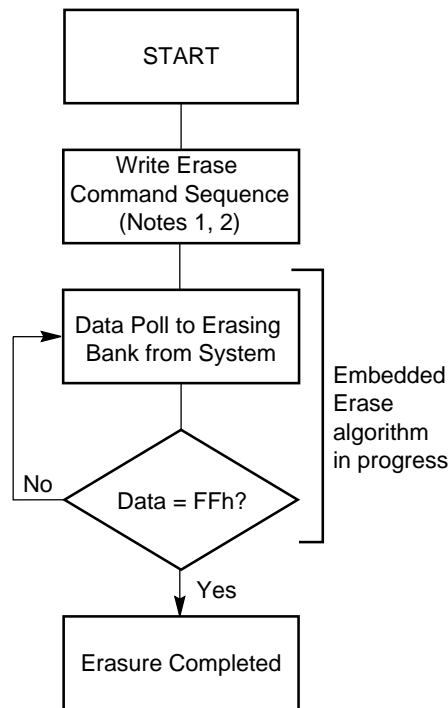 START
Write Erase
Command Sequence
(Notes 1, 2)
Data Poll to Erasing
Bank from System
Embedded
Erase
algorithm
in progress
No
Data = FFh?
Yes
Erasure Completed